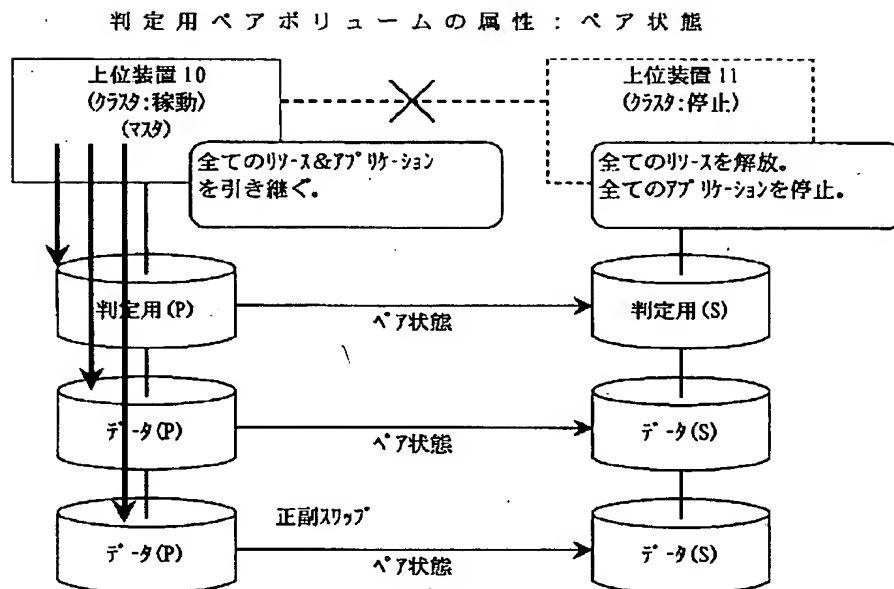 判定用ペアボリュームの属性：ペア状態
上位装置10
(ｸﾗｽﾀ:稼動)
(ﾏｽﾀ)
上位装置11
(ｸﾗｽﾀ:停止)
全てのﾘｿｰｽ&ｱﾌﾟﾘｹｰｼｮﾝ
を引き継ぐ。
全てのﾘｿｰｽを解放。
全てのｱﾌﾟﾘｹｰｼｮﾝを停止。
判定用(P)
ﾍﾟｱ状態
判定用(S)
ﾃﾞｰﾀ(P)
ﾍﾟｱ状態
ﾃﾞｰﾀ(S)
正副ｽﾜｯﾌﾟ
ﾃﾞｰﾀ(P)
ﾍﾟｱ状態
ﾃﾞｰﾀ(S)